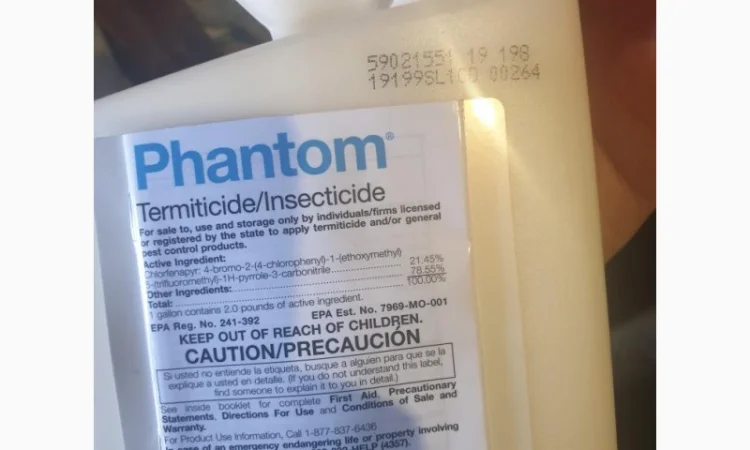 59021551 19 198
19199SL100 00264
Phantom®
Termiticide/Insecticide
For sale to, use and storage only by individuals/firms licensed
or registered by the state to apply termiticide and/or general
pest control products.
Active Ingredient:
Chlorfenapyr: 4-bromo-2-(4-chlorophenyl)-1-(ethoxymethyl)
5-(trifluoromethyl)-1H-pyrrole-3-carbonitrile 21.45%
Other Ingredients: 78.55%
Total: 100.00%
1 gallon contains 2.0 pounds of active ingredient.
EPA Reg. No. 241-392 EPA Est. No. 7969-MO-001
KEEP OUT OF REACH OF CHILDREN.
CAUTION/PRECAUCIÓN
Si usted no entiende la etiqueta, busque a alguien para que se la
explique a usted en detalle. (If you do not understand this label,
find someone to explain it to you in detail.)
See inside booklet for complete First Aid, Precautionary
Statements, Directions For Use and Conditions of Sale and
Warranty.
For Product Use Information, Call 1-877-837-6436
In case of an emergency endangering life or property involving
HELP (4357).